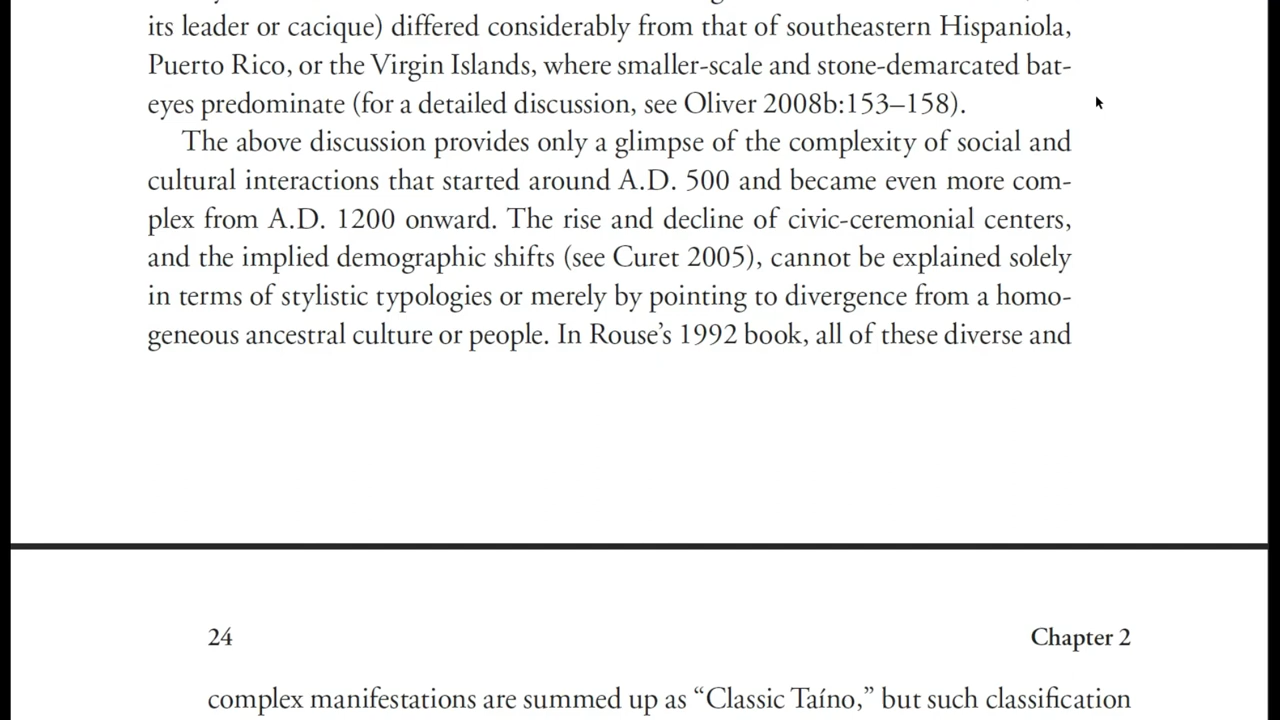 its leader or cacique) differed considerably from that of southeastern Hispaniola,
Puerto Rico, or the Virgin Islands, where smaller-scale and stone-demarcated bat-
eyes predominate (for a detailed discussion, see Oliver 2008b:153–158).
The above discussion provides only a glimpse of the complexity of social and
cultural interactions that started around A.D. 500 and became even more com-
plex from A.D. 1200 onward. The rise and decline of civic-ceremonial centers,
and the implied demographic shifts (see Curet 2005), cannot be explained solely
in terms of stylistic typologies or merely by pointing to divergence from a homo-
geneous ancestral culture or people. In Rouse’s 1992 book, all of these diverse and
24 Chapter 2
complex manifestations are summed up as “Classic Taíno,” but such classification